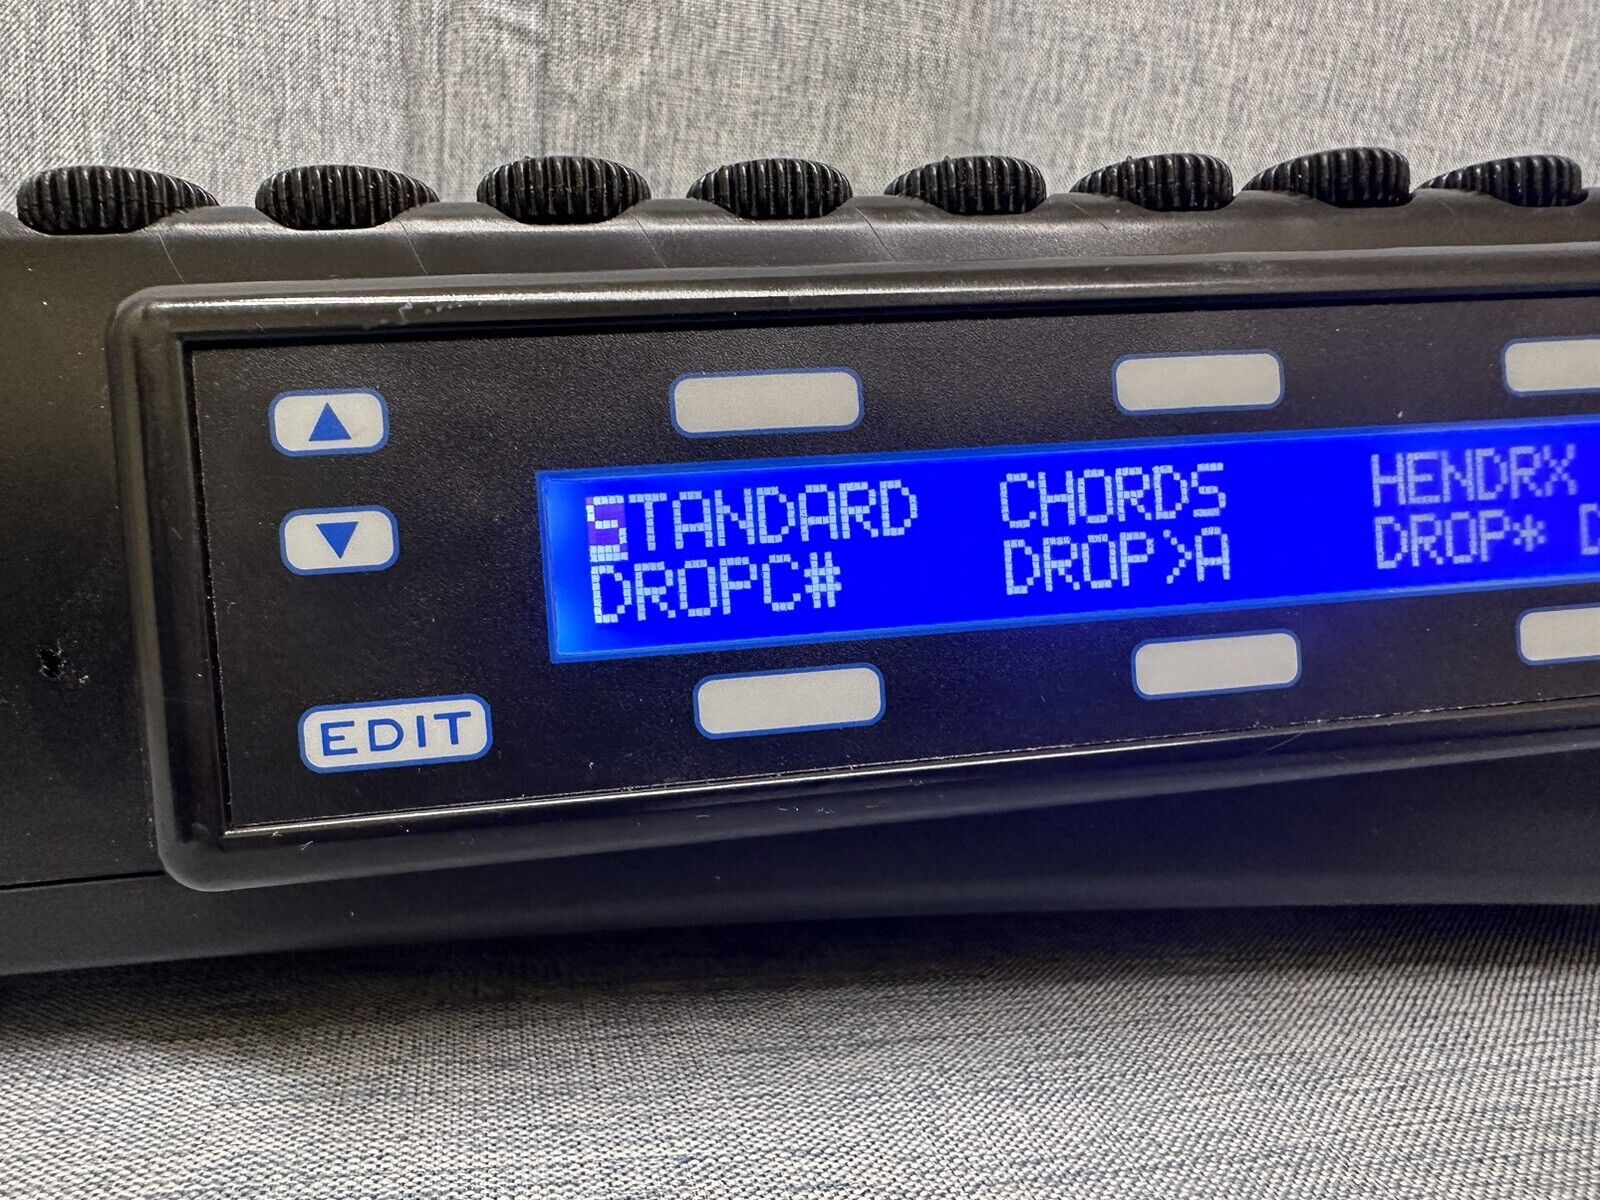 STANDARD CHORDS HENDRX
DROPC# DROP>A DROP* D
EDIT